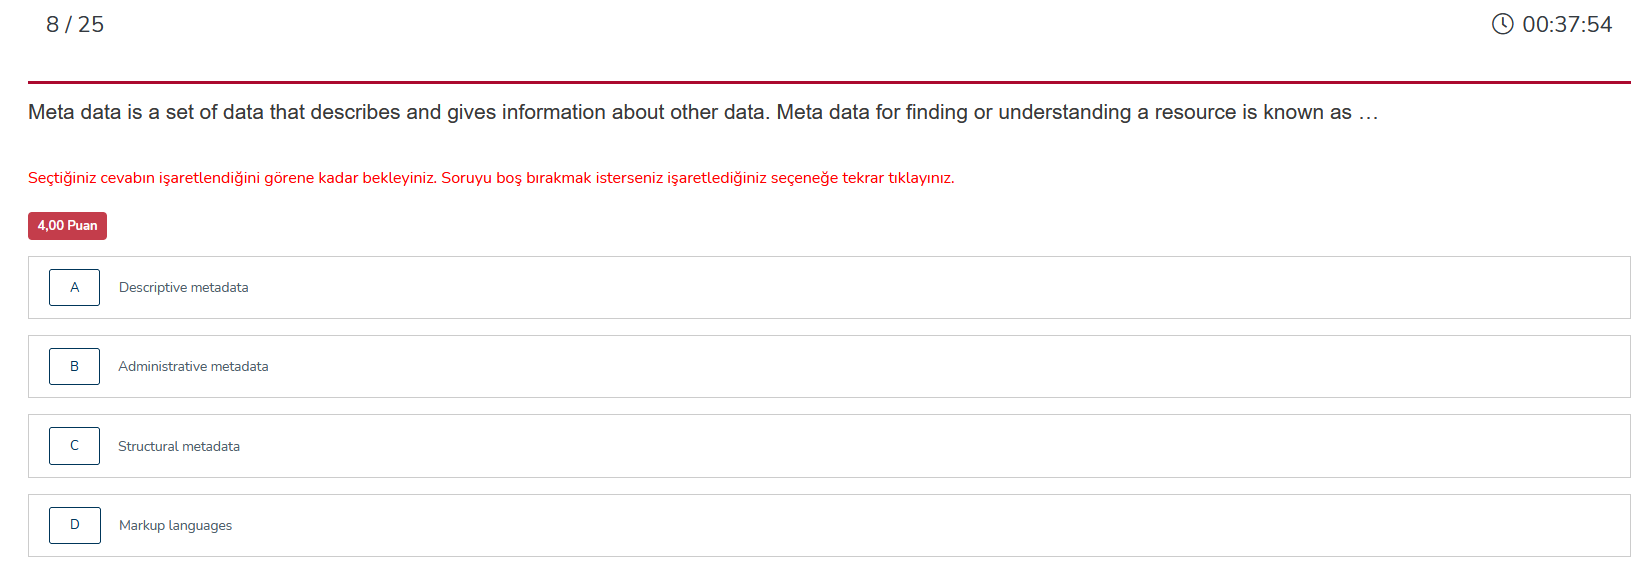 8 / 25
00:37:54
Meta data is a set of data that describes and gives information about other data. Meta data for finding or understanding a resource is known as …
Seçtiğiniz cevabın işaretlendiğini görene kadar bekleyiniz. Soruyu boş bırakmak isterseniz işaretlediğiniz seçeneğe tekrar tıklayınız.
4,00 Puan
A Descriptive metadata
B Administrative metadata
C Structural metadata
D Markup languages